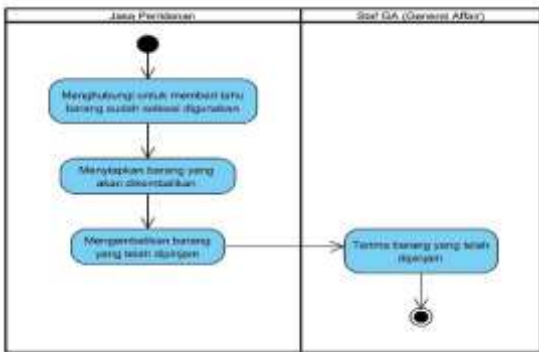 Jasa Pemidanan
Staf GA (General Affair)
Menghubungi untuk memberi tahu
barang sudah selesai digunakan
Menyiapkan barang yang
akan dikembalikan
Mengembalikan barang
yang telah dipinjam
Terima barang yang telah
dipinjam